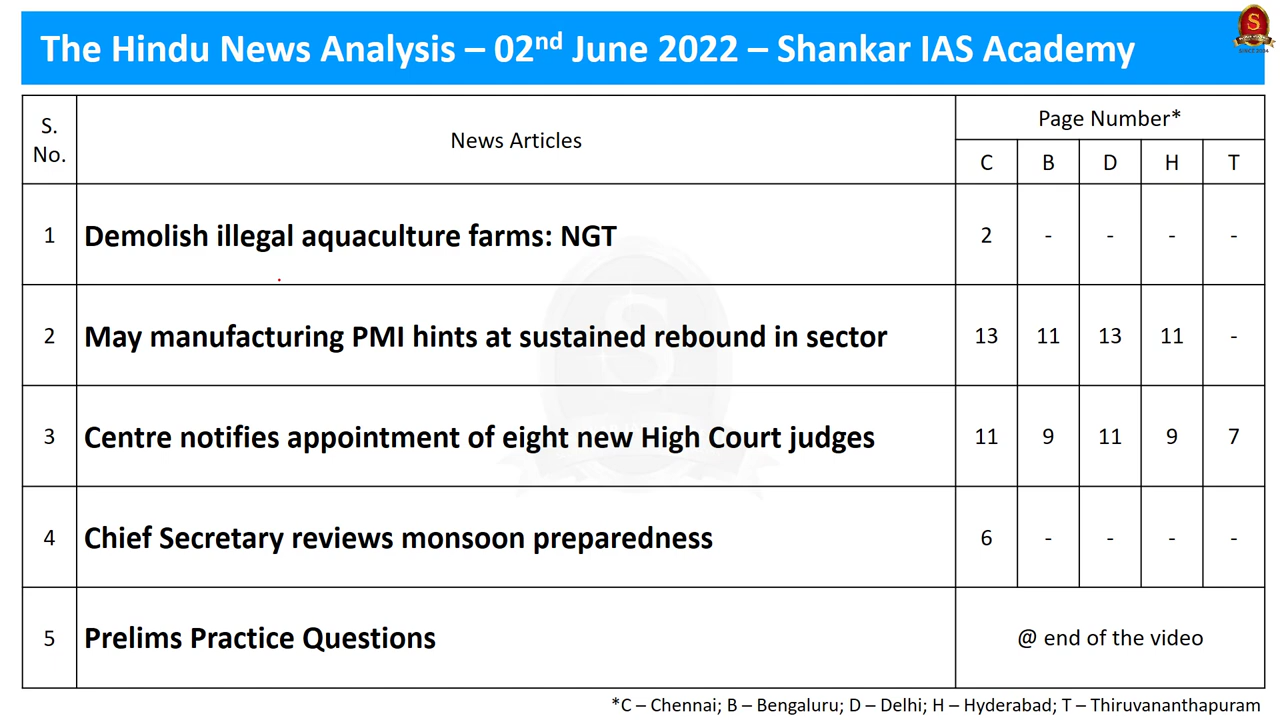 The Hindu News Analysis – 02nd June 2022 – Shankar IAS Academy
S. No.
News Articles
Page Number*
C B D H T
1 Demolish illegal aquaculture farms: NGT 2 - - - -
2 May manufacturing PMI hints at sustained rebound in sector 13 11 13 11 -
3 Centre notifies appointment of eight new High Court judges 11 9 11 9 7
4 Chief Secretary reviews monsoon preparedness 6 - - - -
5 Prelims Practice Questions @ end of the video
*C – Chennai; B – Bengaluru; D – Delhi; H – Hyderabad; T – Thiruvananthapuram
S